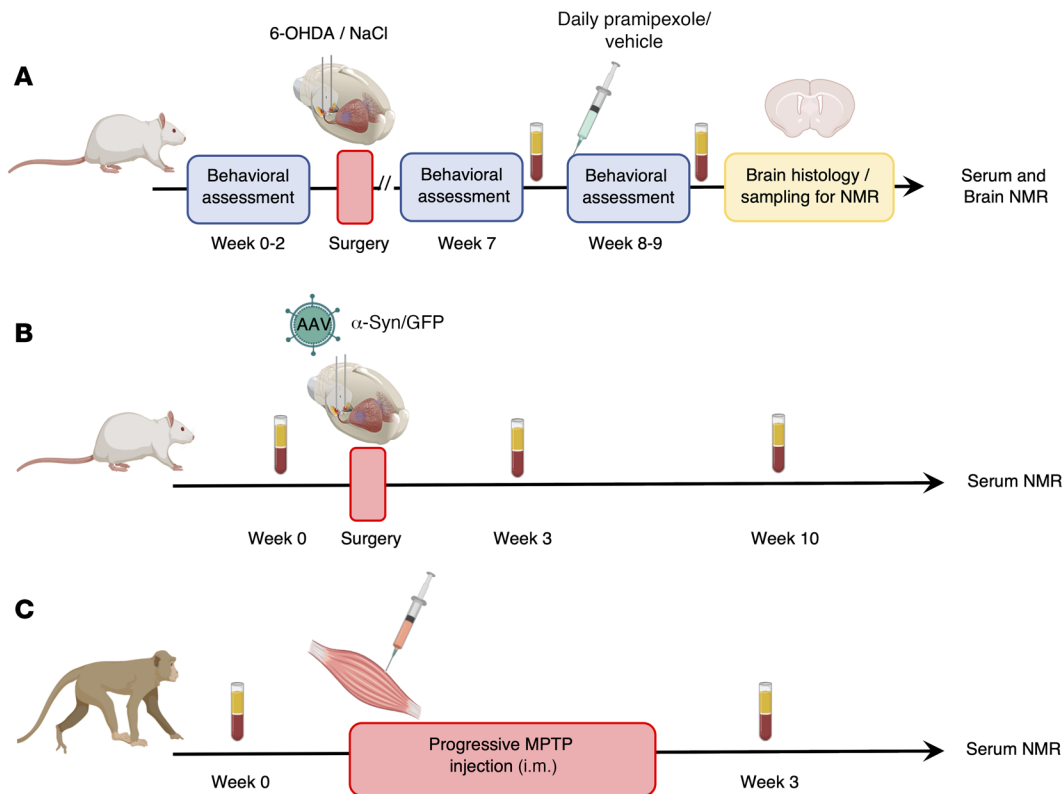 A
6-OHDA / NaCl
Daily pramipexole/
vehicle
Behavioral
assessment
//
Behavioral
assessment
Behavioral
assessment
Brain histology /
sampling for NMR
Serum and
Brain NMR
Week 0-2
Surgery
Week 7
Week 8-9
B
AAV
α-Syn/GFP
Serum NMR
Week 0
Surgery
Week 3
Week 10
C
Progressive MPTP
injection (i.m.)
Serum NMR
Week 0
Week 3